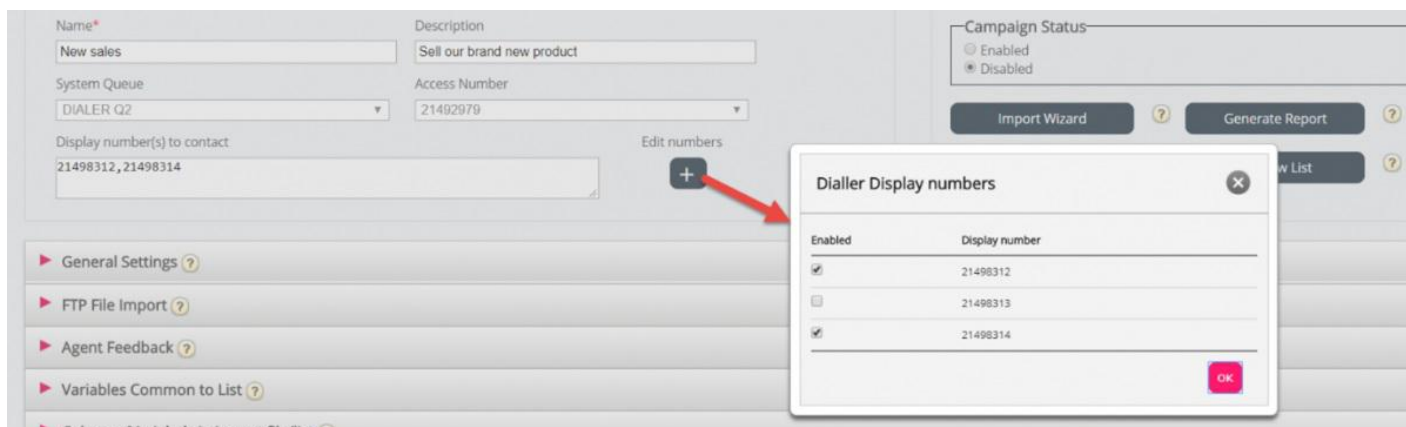 Name*
Description
New sales
Sell our brand new product
System Queue
Access Number
DIALER Q2
21492979
Display number(s) to contact
Edit numbers
21498312,21498314
+
Campaign Status
Enabled
Disabled
Import Wizard
?
Generate Report
?
List
?
Dialler Display numbers
Enabled
Display number
21498312
21498313
21498314
OK
General Settings ?
FTP File Import ?
Agent Feedback ?
Variables Common to List ?